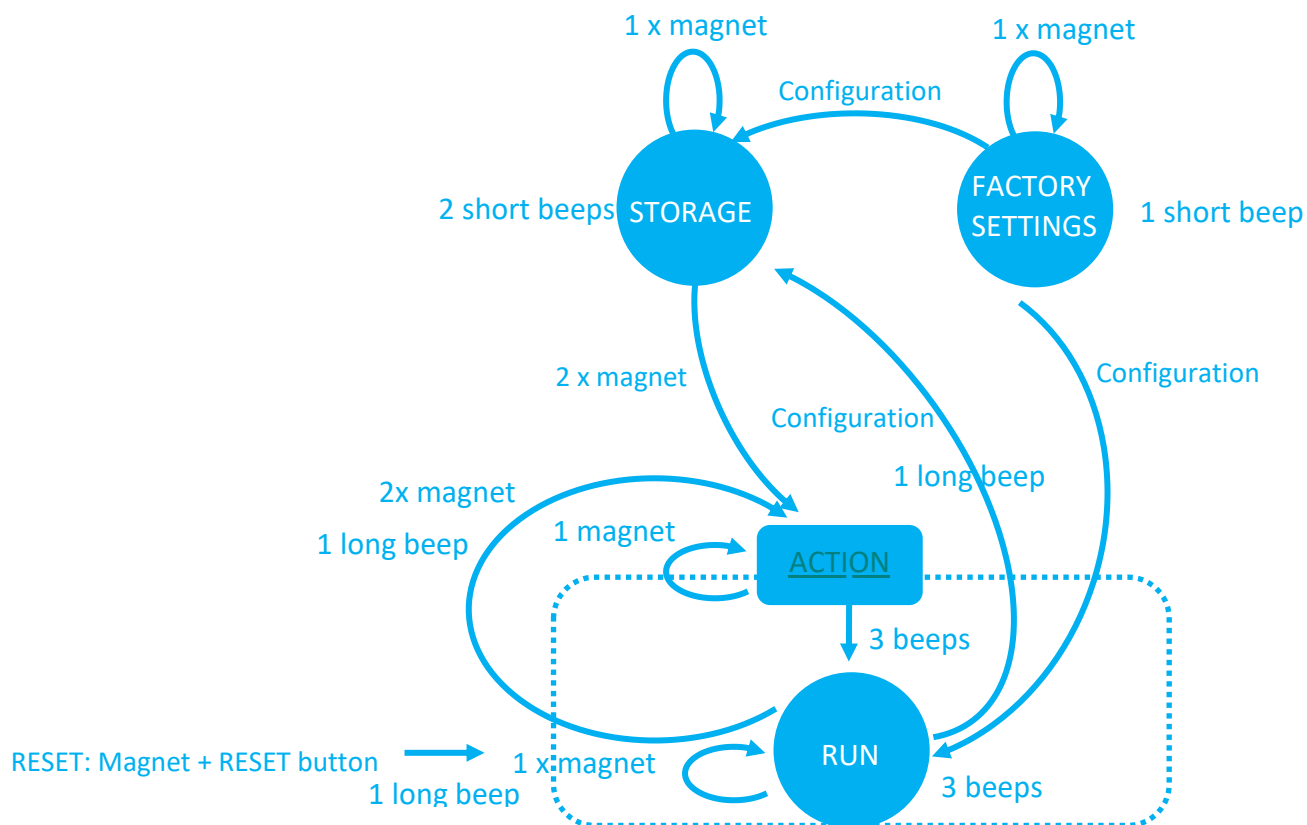 1 x magnet
1 x magnet
Configuration
2 short beeps
STORAGE
FACTORY
SETTINGS
1 short beep
2 x magnet
Configuration
Configuration
2x magnet
1 long beep
1 long beep
1 magnet
ACTION
3 beeps
RESET: Magnet + RESET button
1 long beep
1 x magnet
RUN
3 beeps